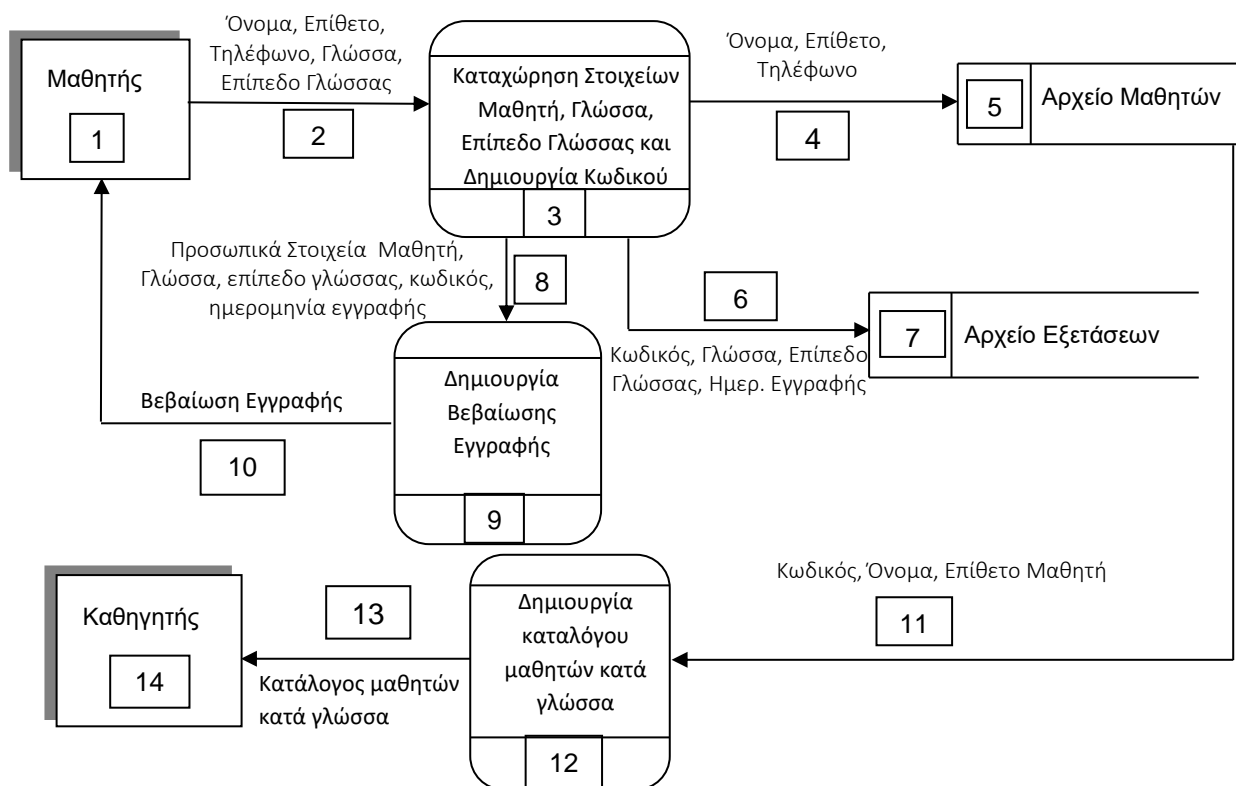 Μαθητής
1
Όνομα, Επίθετο,
Τηλέφωνο, Γλώσσα,
Επίπεδο Γλώσσας
2
Καταχώρηση Στοιχείων
Μαθητή, Γλώσσα,
Επίπεδο Γλώσσας και
Δημιουργία Κωδικού
3
Όνομα, Επίθετο,
Τηλέφωνο
4
5
Αρχείο Μαθητών
Προσωπικά Στοιχεία Μαθητή,
Γλώσσα, επίπεδο γλώσσας, κωδικός,
ημερομηνία εγγραφής
8
6
Κωδικός, Γλώσσα, Επίπεδο
Γλώσσας, Ημερ. Εγγραφής
7
Αρχείο Εξετάσεων
Δημιουργία
Βεβαίωσης
Εγγραφής
9
Βεβαίωση Εγγραφής
10
Κωδικός, Όνομα, Επίθετο Μαθητή
11
Δημιουργία
καταλόγου
μαθητών κατά
γλώσσα
12
13
Κατάλογος μαθητών
κατά γλώσσα
Καθηγητής
14